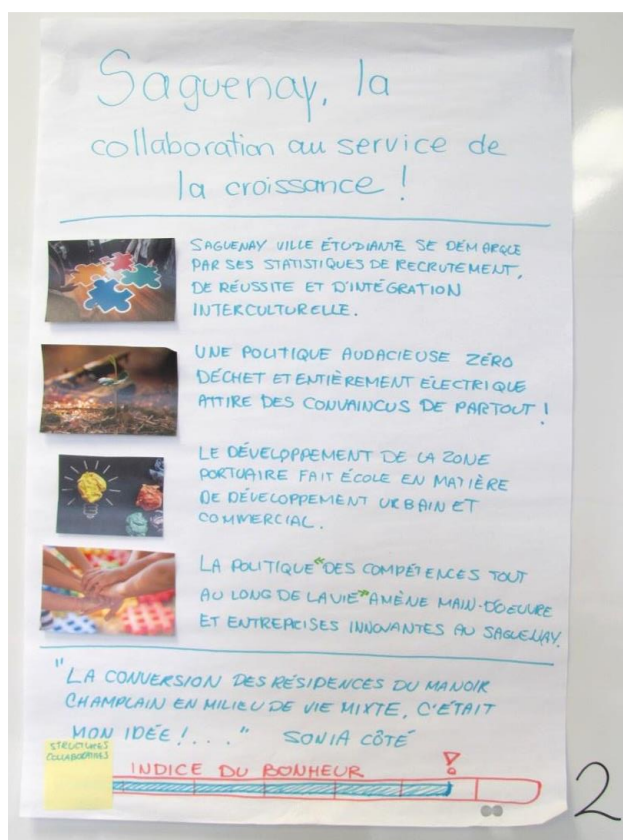 Saguenay, la
collaboration au service de
la croissance !
SAGUENAY VILLE ÉTUDIANTE SE DÉMARQUE
PAR SES STATISTIQUES DE RECRUTEMENT,
DE RÉUSSITE ET D'INTÉGRATION
INTERCULTURELLE.
UNE POLITIQUE AUDACIEUSE ZÉRO
DÉCHET ET ENTIÈREMENT ELECTRIQUE
ATTIRE DES CONVAINCUS DE PARTOUT !
LE DÉVELOPPEMENT DE LA ZONE
PORTUAIRE FAIT ÉCOLE EN MATIÈRE
DE DÉVELOPPEMENT URBAIN ET
COMMERCIAL.
LA POLITIQUE "DES COMPÉTENCES TOUT
AU LONG DE LA VIE" AMÈNE MAIN-D'OEUVRE
ET ENTREPRISES INNOVANTES AU SAGUENAY.
"LA CONVERSION DES RÉSIDENCES DU MANOIR
CHAMPLAIN EN MILIEU DE VIE MIXTE, C'ÉTAIT
MON IDÉE !..." SONIA CÔTÉ
STRUCTURES
COLLABORATIVES
INDICE DU BONHEUR
!
2